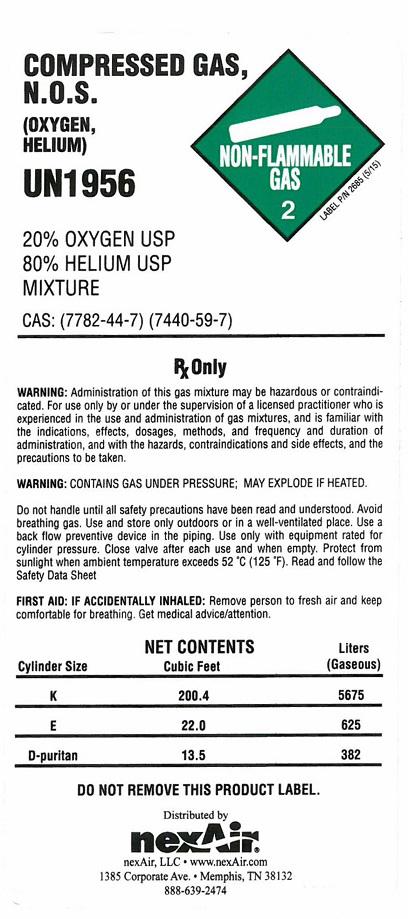 COMPRESSED GAS,
N.O.S.
(OXYGEN,
HELIUM)
UN1956
NON-FLAMMABLE
GAS
2
LABEL P/N 2685 (5/15)
20% OXYGEN USP
80% HELIUM USP
MIXTURE
CAS: (7782-44-7) (7440-59-7)
Rx Only
WARNING: Administration of this gas mixture may be hazardous or contraindi-
cated. For use only by or under the supervision of a licensed practitioner who is
experienced in the use and administration of gas mixtures, and is familiar with
the indications, effects, dosages, methods, and frequency and duration of
administration, and with the hazards, contraindications and side effects, and the
precautions to be taken.
WARNING: CONTAINS GAS UNDER PRESSURE; MAY EXPLODE IF HEATED.
Do not handle until all safety precautions have been read and understood. Avoid
breathing gas. Use and store only outdoors or in a well-ventilated place. Use a
back flow preventive device in the piping. Use only with equipment rated for
cylinder pressure. Close valve after each use and when empty. Protect from
sunlight when ambient temperature exceeds 52 ˚C (125 ˚F). Read and follow the
Safety Data Sheet
FIRST AID: IF ACCIDENTALLY INHALED: Remove person to fresh air and keep
comfortable for breathing. Get medical advice/attention.
NET CONTENTS
Cylinder Size Cubic Feet Liters (Gaseous)
K 200.4 5675
E 22.0 625
D-puritan 13.5 382
DO NOT REMOVE THIS PRODUCT LABEL.
Distributed by
nexAir.
nexAir, LLC • www.nexAir.com
1385 Corporate Ave. • Memphis, TN 38132
888-639-2474